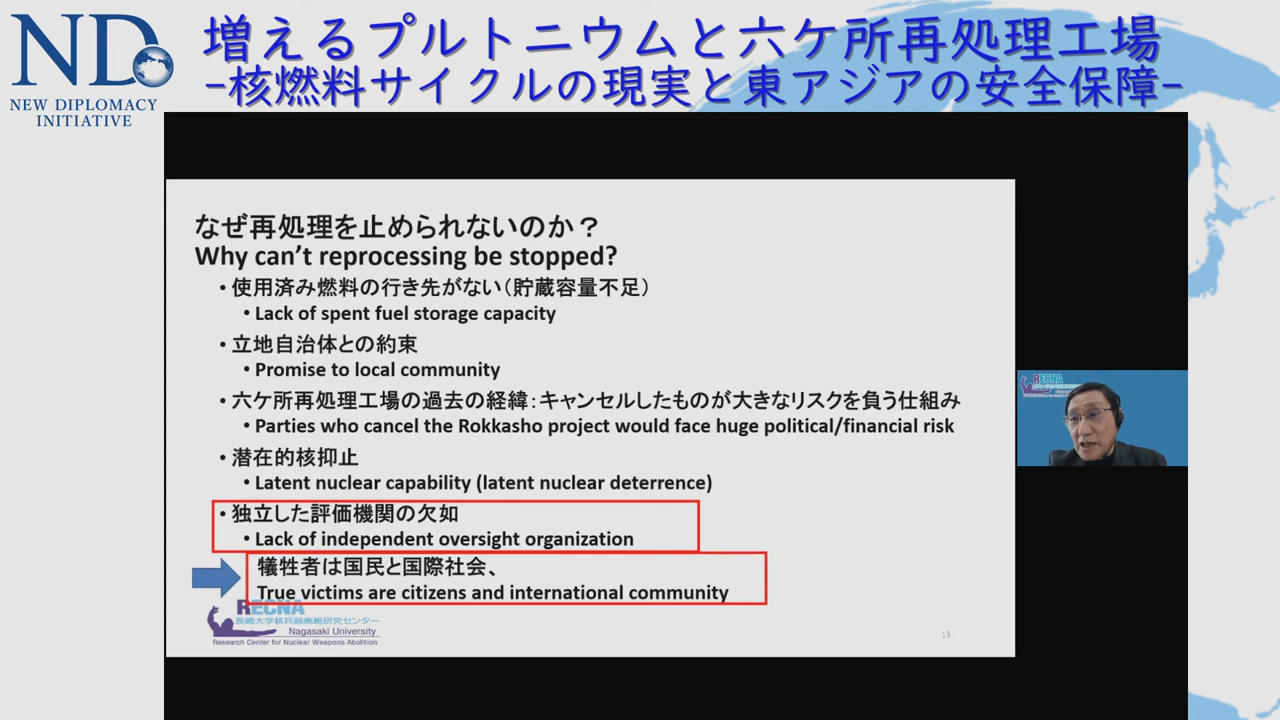 ND
NEW DIPLOMACY
INITIATIVE
増えるプルトニウムと六ケ所再処理工場
-核燃料サイクルの現実と東アジアの安全保障-
なぜ再処理を止められないのか？
Why can't reprocessing be stopped?
• 使用済み燃料の行き先がない（貯蔵容量不足）
• Lack of spent fuel storage capacity
• 立地自治体との約束
• Promise to local community
• 六ケ所再処理工場の過去の経緯：キャンセルしたものが大きなリスクを負う仕組み
• Parties who cancel the Rokkasho project would face huge political/financial risk
• 潜在的核抑止
• Latent nuclear capability (latent nuclear deterrence)
• 独立した評価機関の欠如
• Lack of independent oversight organization
犠牲者は国民と国際社会、
True victims are citizens and international community
RECNA
長崎大学核兵器廃絶研究センター
Nagasaki University
Research Center for Nuclear Weapons Abolition
13
RECNA